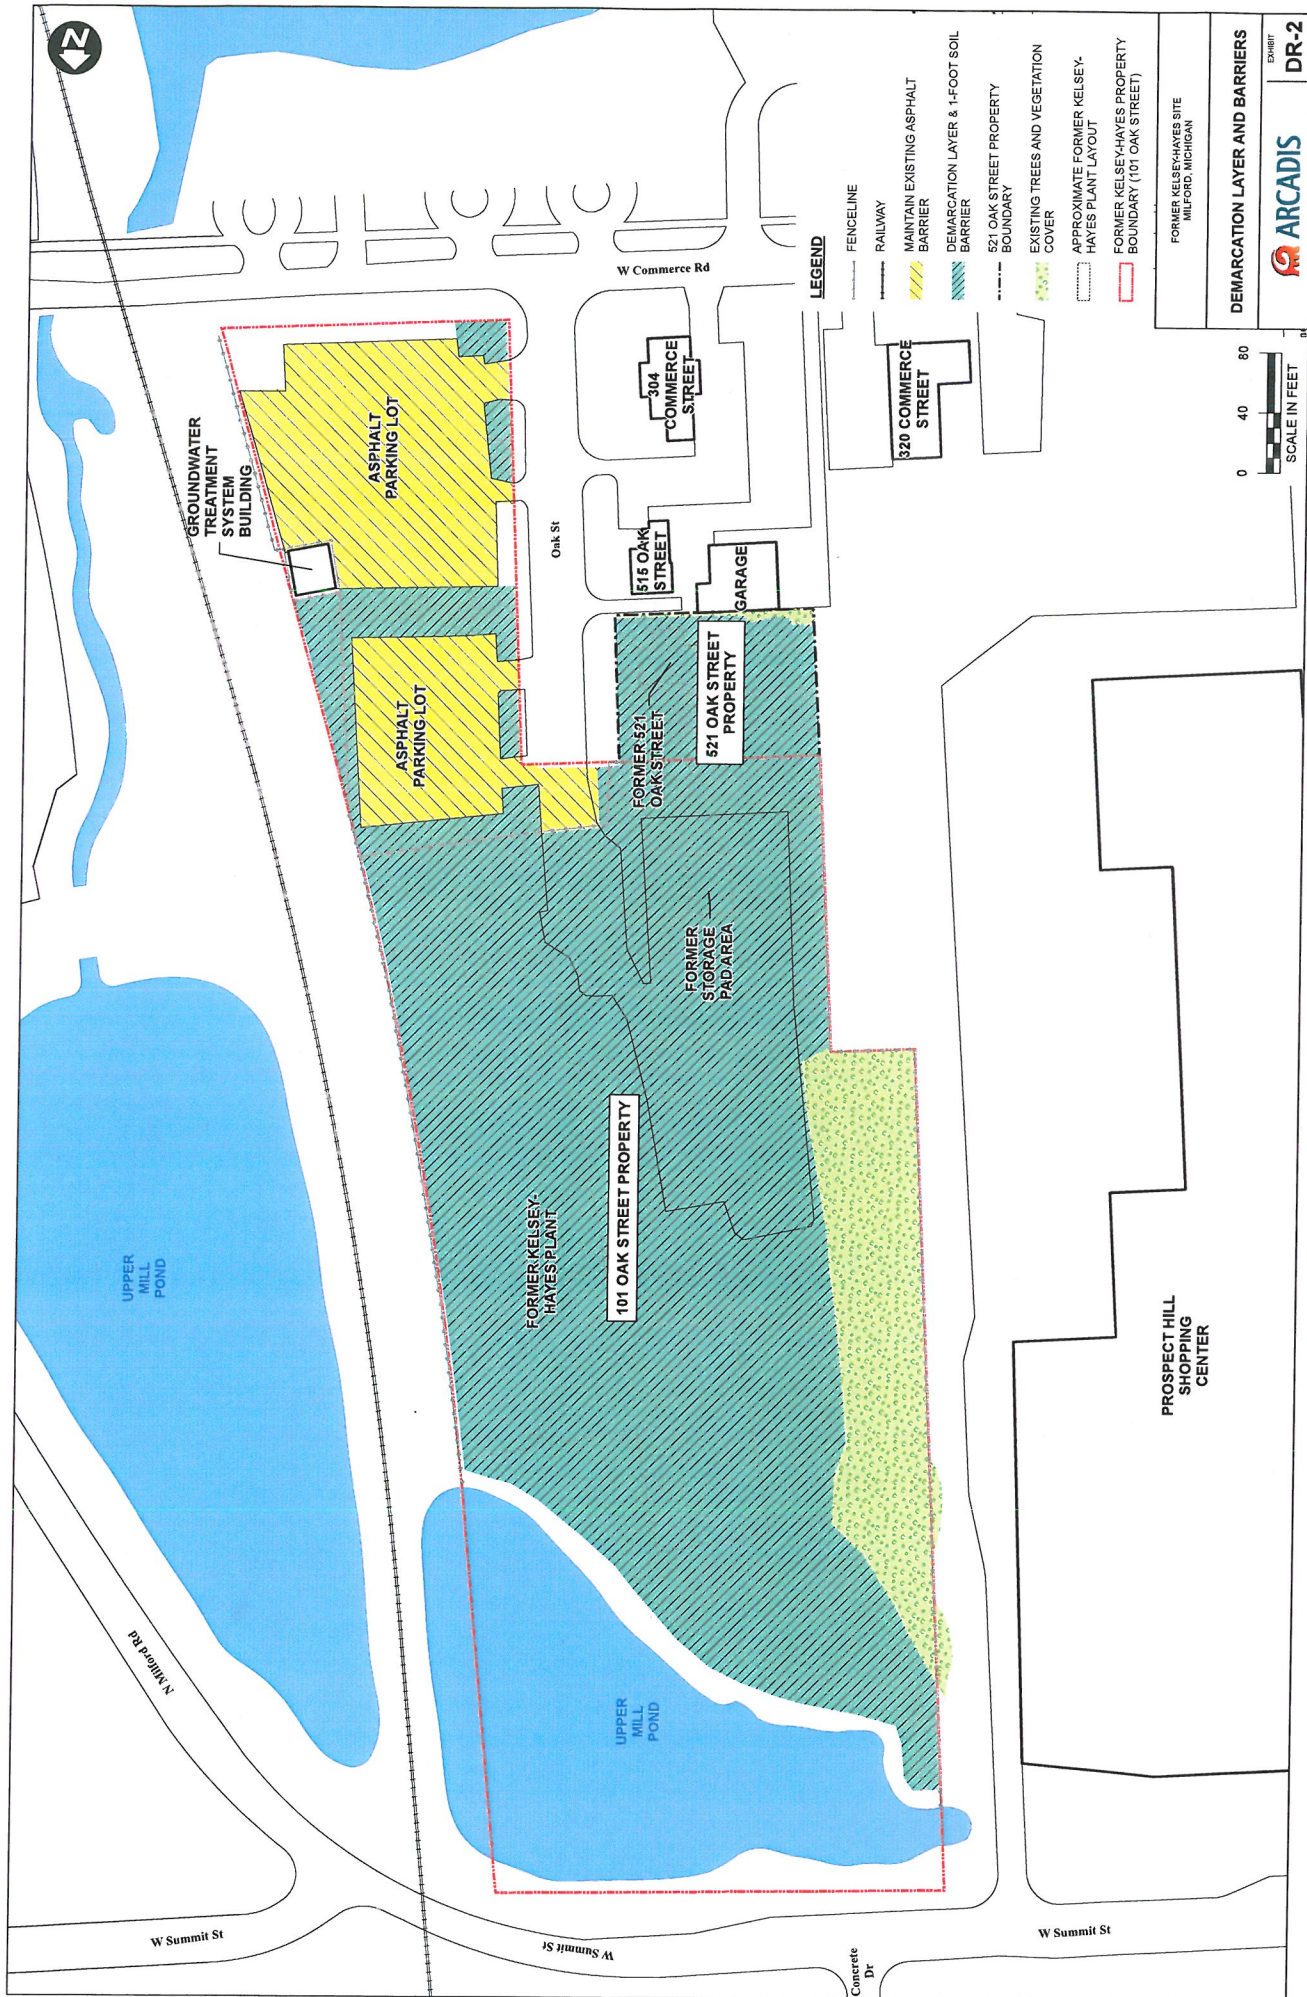 N
W Commerce Rd
GROUNDWATER
TREATMENT
SYSTEM
BUILDING
ASPHALT
PARKING LOT
ASPHALT
PARKING LOT
Oak St
304
COMMERCE
STREET
320 COMMERCE
STREET
515 OAK
STREET
GARAGE
521 OAK STREET
PROPERTY
FORMER 521
OAK STREET
FORMER
STORAGE
PAD AREA
101 OAK STREET PROPERTY
FORMER KELSEY-
HAYES PLANT
UPPER
MILL
POND
UPPER
MILL
POND
PROSPECT HILL
SHOPPING
CENTER
N Milford Rd
W Summit St
W Summit St
W Summit St
Concrete
Dr
LEGEND
FENCELINE
RAILWAY
MAINTAIN EXISTING ASPHALT
BARRIER
DEMARCATION LAYER & 1-FOOT SOIL
BARRIER
521 OAK STREET PROPERTY
BOUNDARY
EXISTING TREES AND VEGETATION
COVER
APPROXIMATE FORMER KELSEY-
HAYES PLANT LAYOUT
FORMER KELSEY-HAYES PROPERTY
BOUNDARY (101 OAK STREET)
0 40 80
SCALE IN FEET
FORMER KELSEY-HAYES SITE
MILFORD, MICHIGAN
DEMARCATION LAYER AND BARRIERS
ARCADIS
EXHIBIT
DR-2